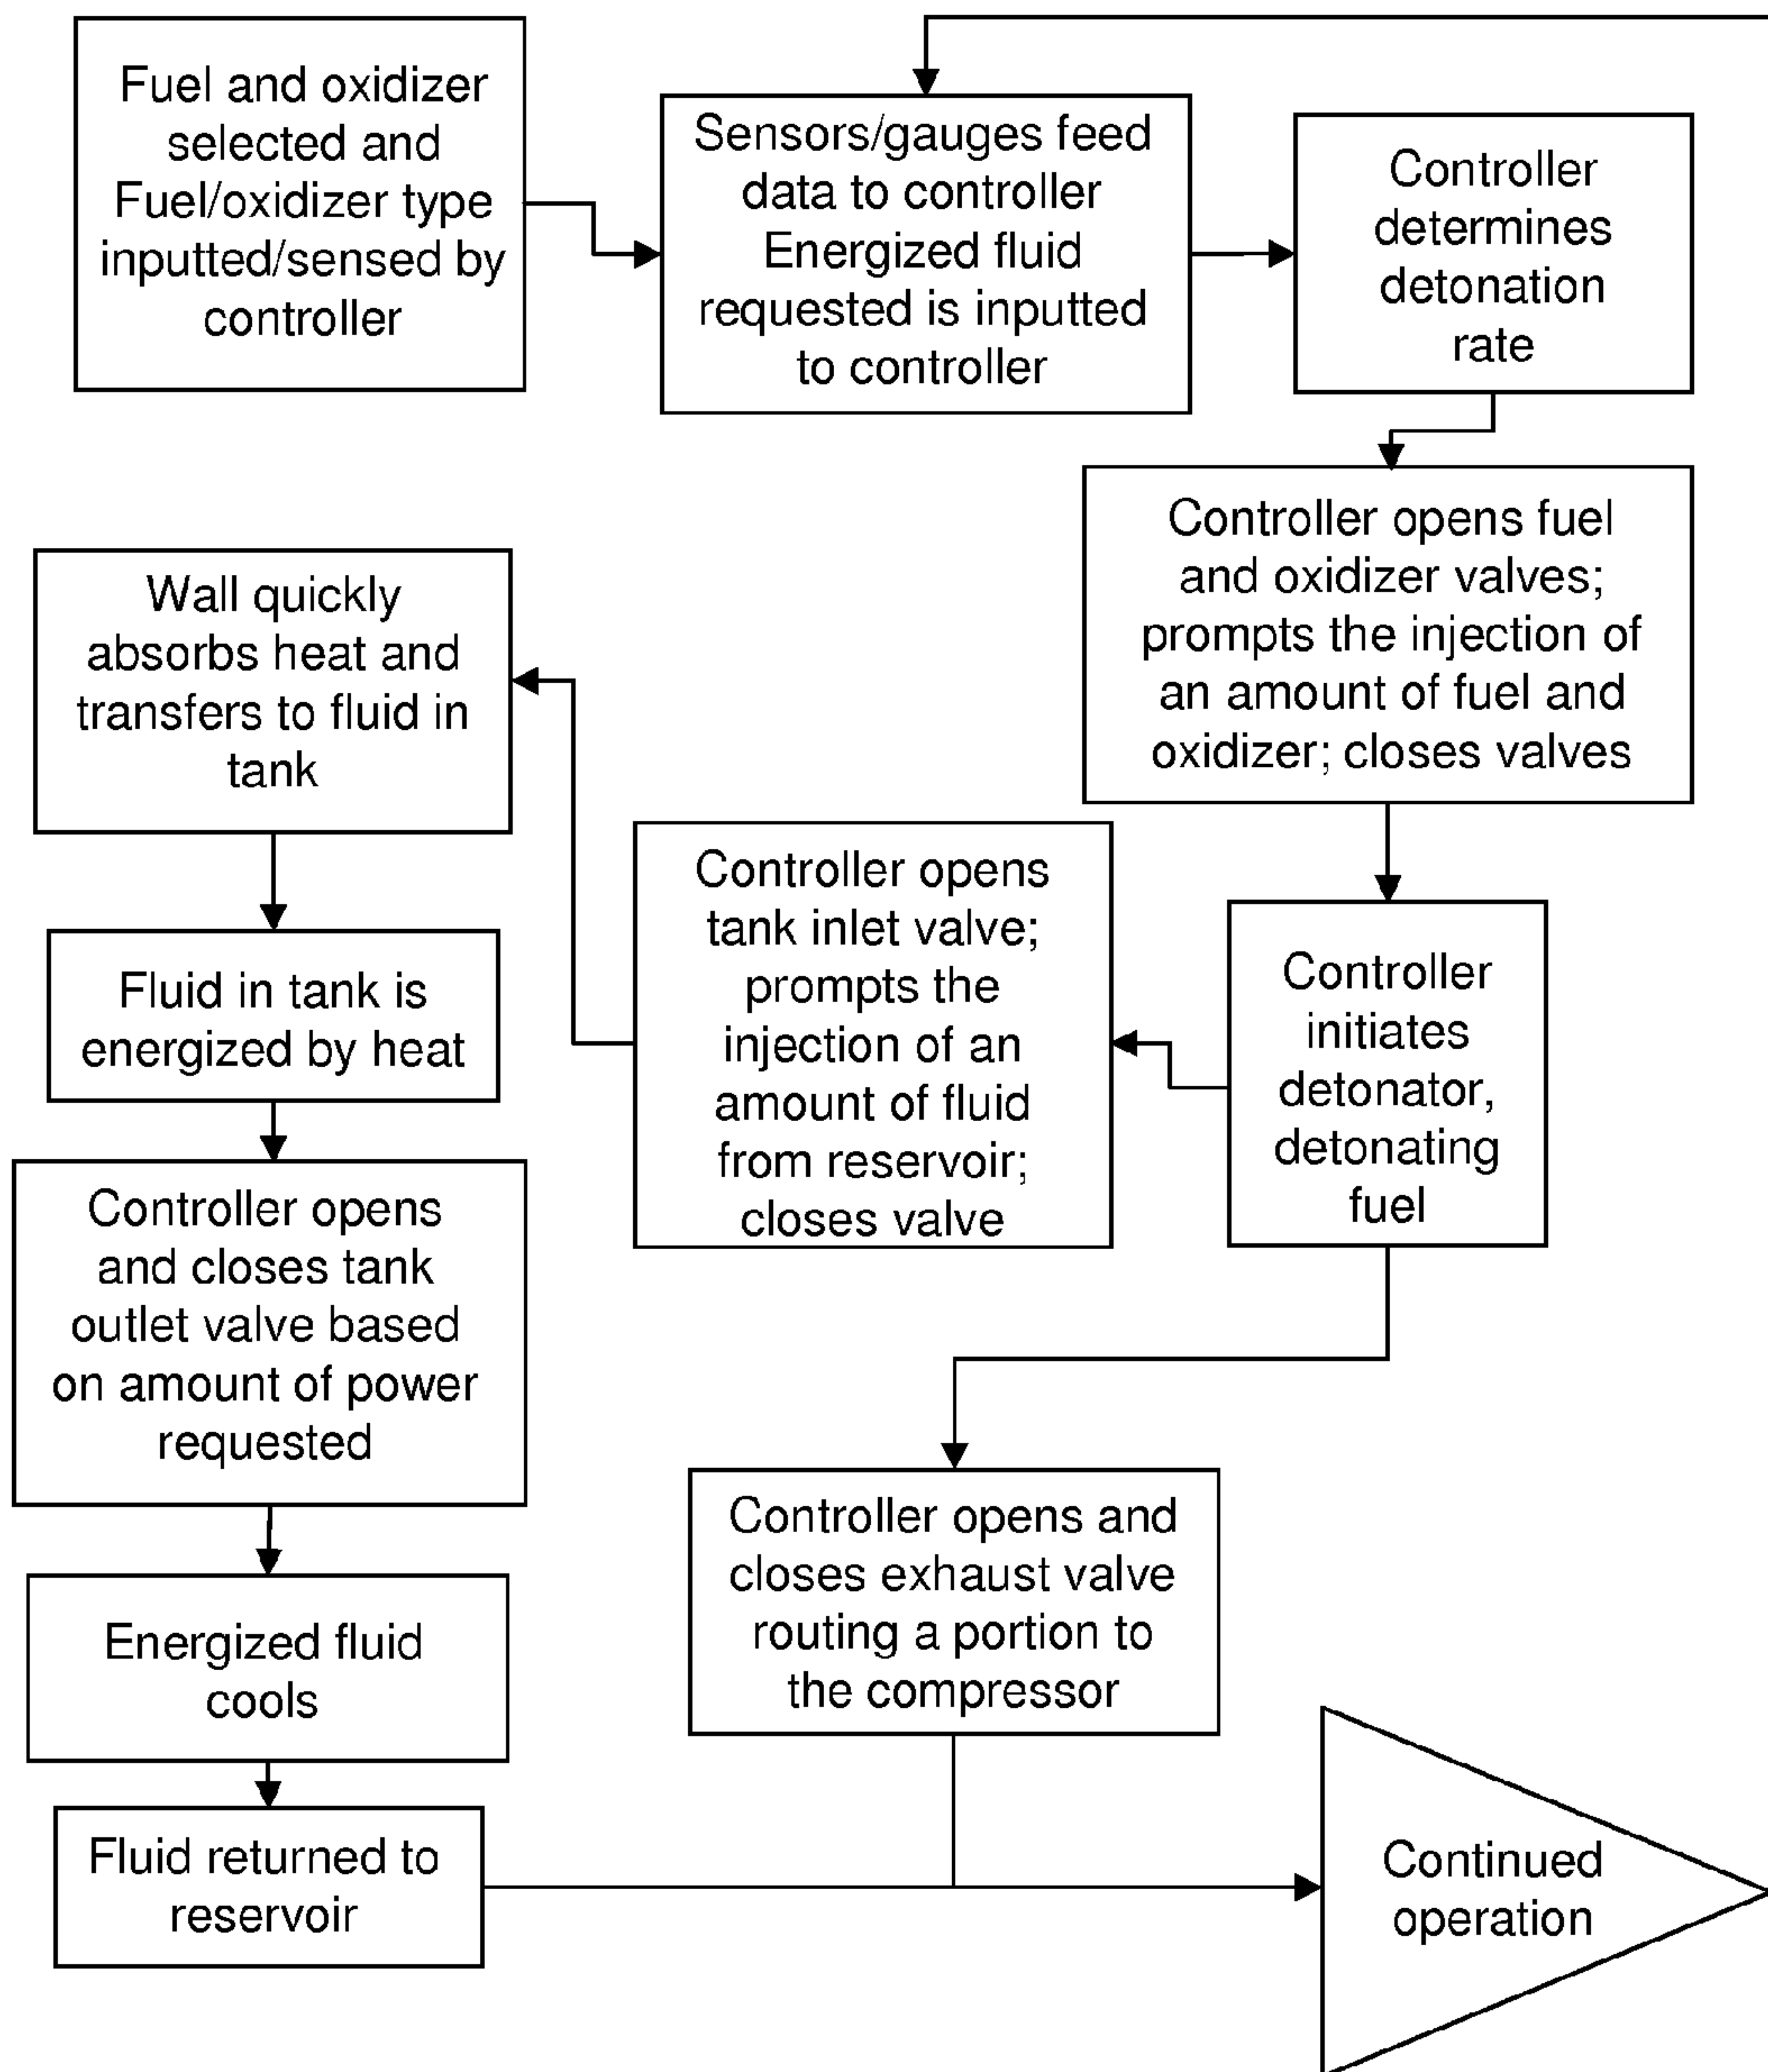 Fuel and oxidizer
selected and
Fuel/oxidizer type
inputted/sensed by
controller
Sensors/gauges feed
data to controller
Energized fluid
requested is inputted
to controller
Controller
determines
detonation
rate
Controller opens fuel
and oxidizer valves;
prompts the injection of
an amount of fuel and
oxidizer; closes valves
Controller
initiates
detonator,
detonating
fuel
Controller opens
tank inlet valve;
prompts the
injection of an
amount of fluid
from reservoir;
closes valve
Wall quickly
absorbs heat and
transfers to fluid in
tank
Fluid in tank is
energized by heat
Controller opens
and closes tank
outlet valve based
on amount of power
requested
Energized fluid
cools
Fluid returned to
reservoir
Controller opens and
closes exhaust valve
routing a portion to
the compressor
Continued
operation